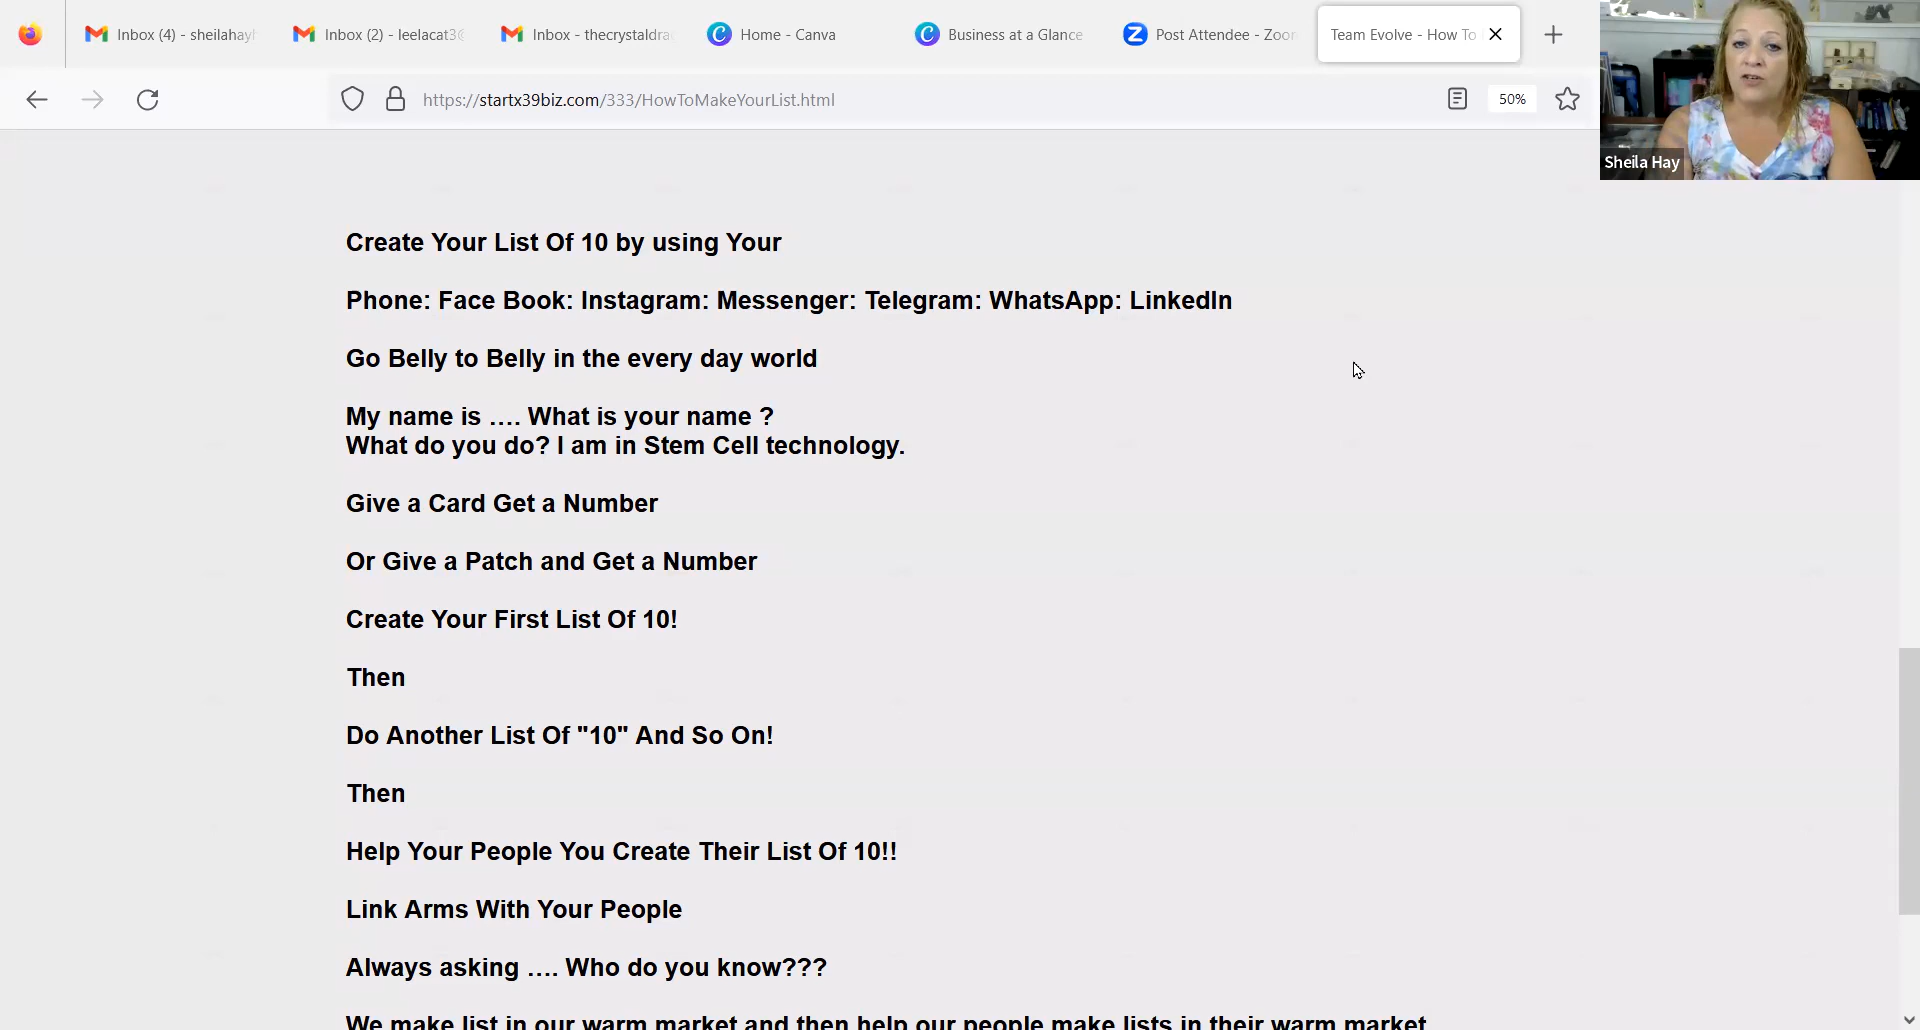 Inbox (4) - sheilahayh
Inbox (2) - leelacat3@
Inbox - thecrystaldra
Home - Canva
Business at a Glance
Post Attendee - Zoom
Team Evolve - How To
https://startx39biz.com/333/HowToMakeYourList.html
50%
Sheila Hay
Create Your List Of 10 by using Your
Phone: Face Book: Instagram: Messenger: Telegram: WhatsApp: LinkedIn
Go Belly to Belly in the every day world
My name is .... What is your name ?
What do you do? I am in Stem Cell technology.
Give a Card Get a Number
Or Give a Patch and Get a Number
Create Your First List Of 10!
Then
Do Another List Of "10" And So On!
Then
Help Your People You Create Their List Of 10!!
Link Arms With Your People
Always asking .... Who do you know???
We make list in our warm market and then help our people make lists in their warm market